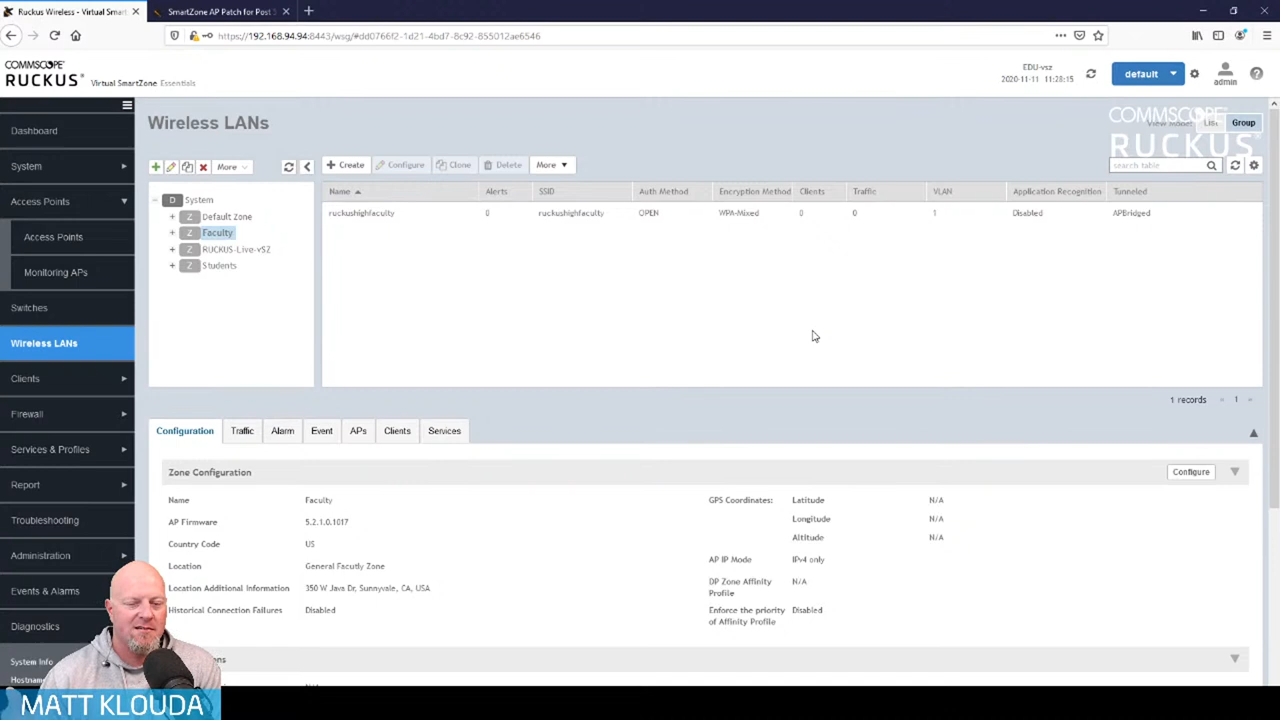 Ruckus Wireless - Virtual Smart
SmartZone AP Patch for Post
https://192.168.94.94:8443/wsg/#dd0766f2-1d21-4bd7-8c92-855012ae6546
COMMSCOPE
RUCKUS
Virtual SmartZone Essentials
EDU-vsz
2020-11-11 11:28:15
default
admin
Wireless LANs
COMMSCOPE
RUCKUS
View Mode:
List
Group
Dashboard
System
Access Points
Access Points
Monitoring APs
Switches
Wireless LANs
Clients
Firewall
Services & Profiles
Report
Troubleshooting
Administration
Events & Alarms
Diagnostics
System Info
Hostname
More
Create Configure Clone Delete More
search table
D System
Z Default Zone
Z Faculty
Z RUCKUS-Live-vSZ
Z Students
Name Alerts SSID Auth Method Encryption Method Clients Traffic VLAN Application Recognition Tunneled
ruckushighfaculty 0 ruckushighfaculty OPEN WPA-Mixed 0 0 1 Disabled APBridged
1 records « 1 »
Configuration Traffic Alarm Event APs Clients Services
Zone Configuration Configure
Name Faculty
AP Firmware 5.2.1.0.1017
Country Code US
Location General Facutly Zone
Location Additional Information 350 W Java Dr, Sunnyvale, CA, USA
Historical Connection Failures Disabled
GPS Coordinates: Latitude N/A
Longitude N/A
Altitude N/A
AP IP Mode IPv4 only
DP Zone Affinity Profile N/A
Enforce the priority of Affinity Profile Disabled
MATT KLOUDA